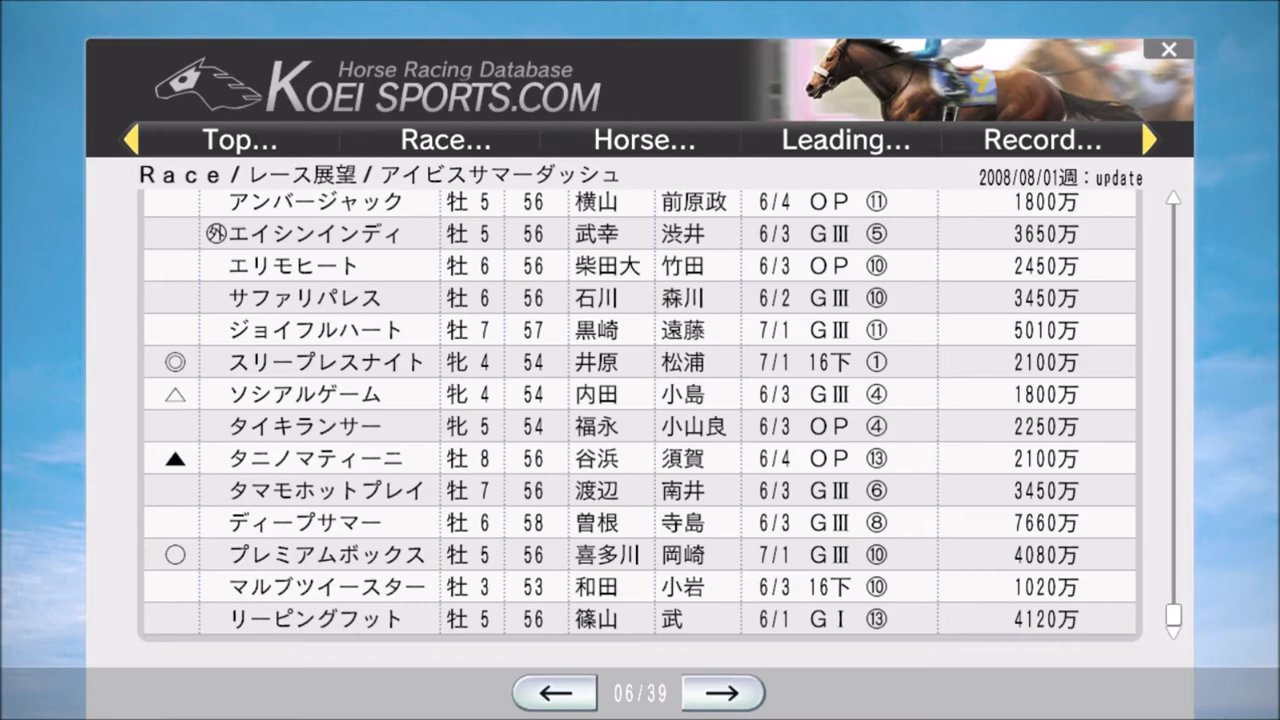 Horse Racing Database
KOEI SPORTS.COM
Top... Race... Horse... Leading... Record...
Race/レース展望/アイビスサマーダッシュ 2008/08/01週：update
アンバージャック 牡 5 56 横山 前原政 6/4 OP ⑪ 1800万
㊕エイシンインディ 牡 5 56 武幸 渋井 6/3 GⅢ ⑤ 3650万
エリモヒート 牡 6 56 柴田大 竹田 6/3 OP ⑩ 2450万
サファリパレス 牡 6 56 石川 森川 6/2 GⅢ ⑩ 3450万
ジョイフルハート 牡 7 57 黒崎 遠藤 7/1 GⅢ ⑪ 5010万
◎ スリープレスナイト 牝 4 54 井原 松浦 7/1 16下 ① 2100万
△ ソシアルゲーム 牝 4 54 内田 小島 6/3 GⅢ ④ 1800万
タイキランサー 牝 5 54 福永 小山良 6/3 OP ④ 2250万
▲ タニノマティーニ 牡 8 56 谷浜 須賀 6/4 OP ⑬ 2100万
タマモホットプレイ 牡 7 56 渡辺 南井 6/3 GⅢ ⑥ 3450万
ディープサマー 牡 6 58 曽根 寺島 6/3 GⅢ ⑧ 7660万
○ プレミアムボックス 牡 5 56 喜多川 岡崎 7/1 GⅢ ⑩ 4080万
マルブツイースター 牡 3 53 和田 小岩 6/3 16下 ⑩ 1020万
リーピングフット 牡 5 56 篠山 武 6/1 GⅠ ⑬ 4120万
06/39